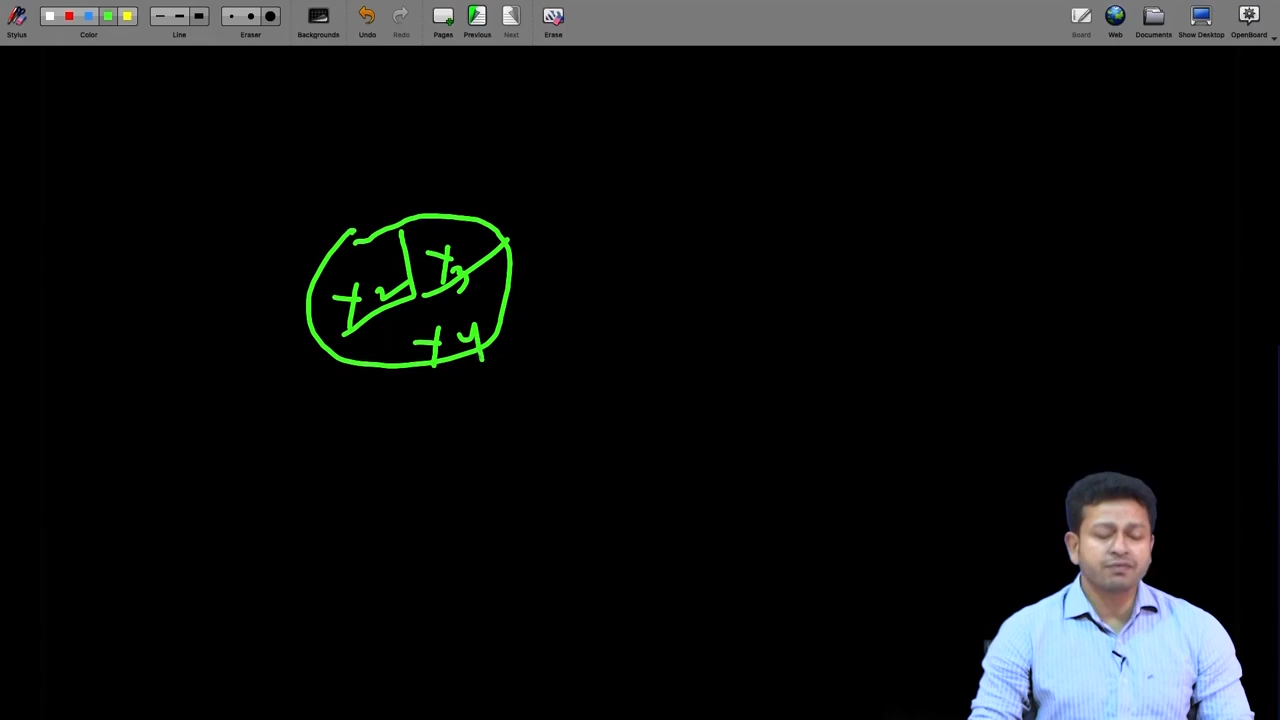 Stylus Color Line Eraser Backgrounds Undo Redo Pages Previous Next Erase Board Web Documents Show Desktop OpenBoard
+2 +3
+4